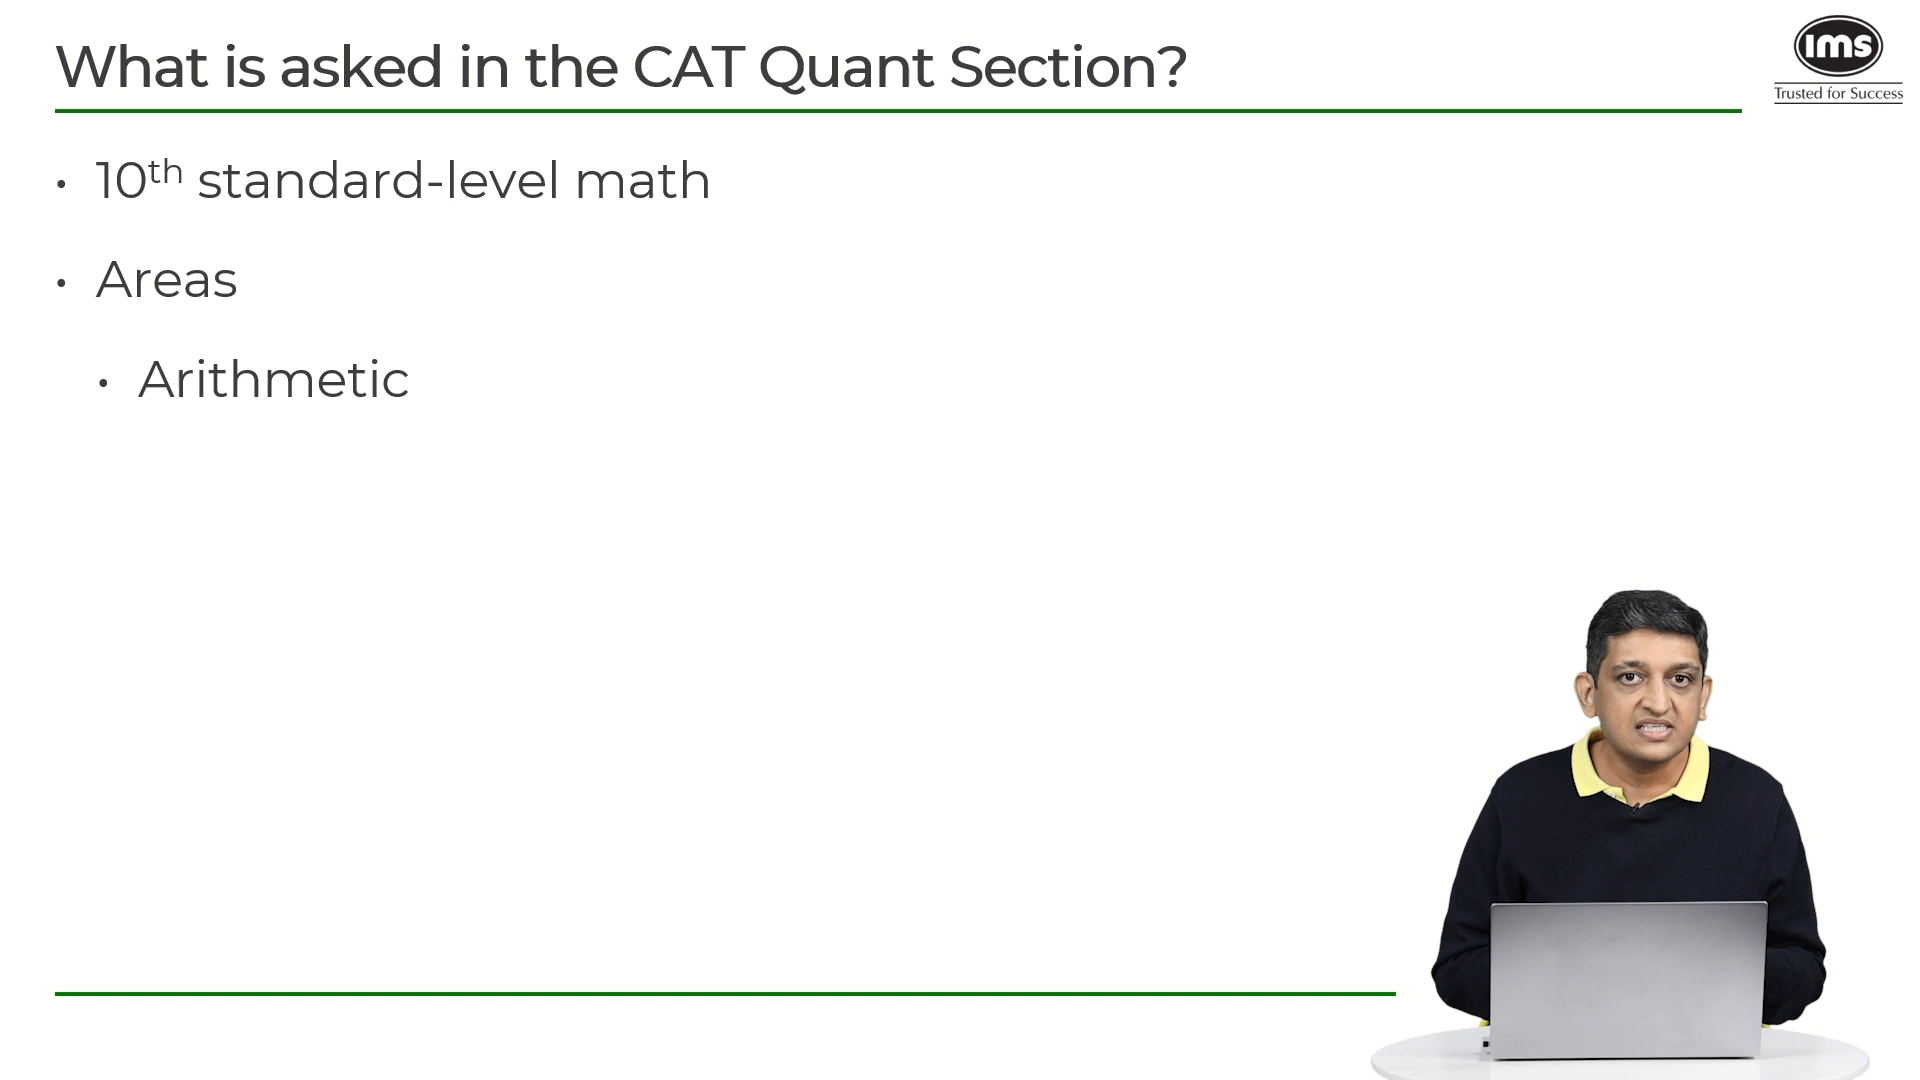 What is asked in the CAT Quant Section?
ims
Trusted for Success
• 10th standard-level math
• Areas
• Arithmetic